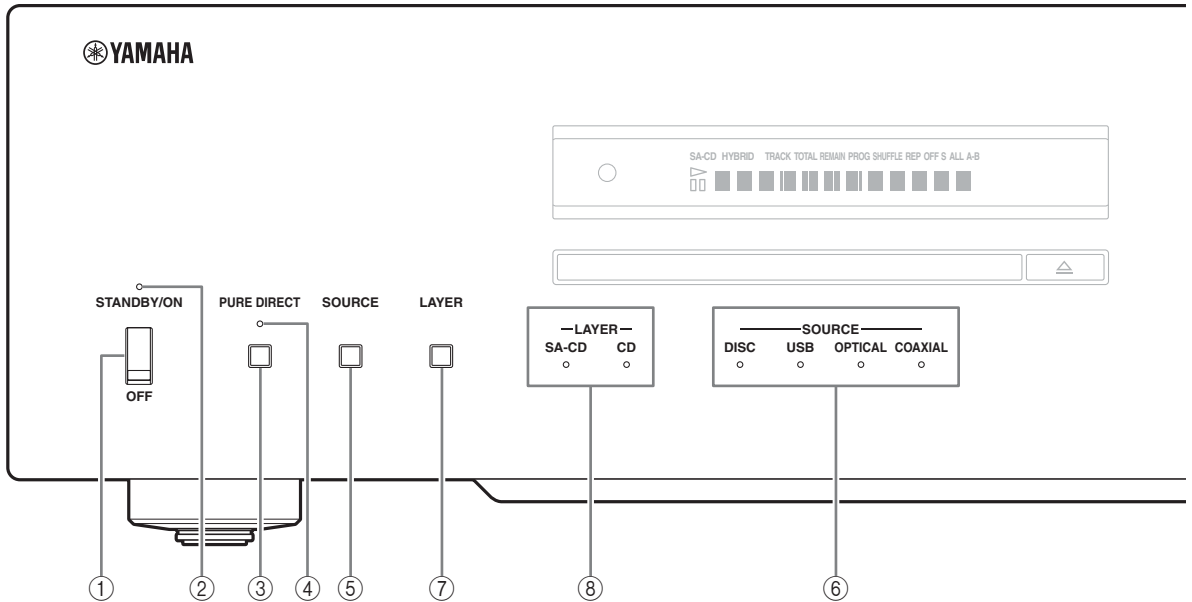 YAMAHA
SA-CD HYBRID TRACK TOTAL REMAIN PROG SHUFFLE REP OFF S ALL A-B
STANDBY/ON PURE DIRECT SOURCE LAYER
OFF
LAYER
SA-CD CD
SOURCE
DISC USB OPTICAL COAXIAL
① ② ③ ④ ⑤ ⑦ ⑧ ⑥